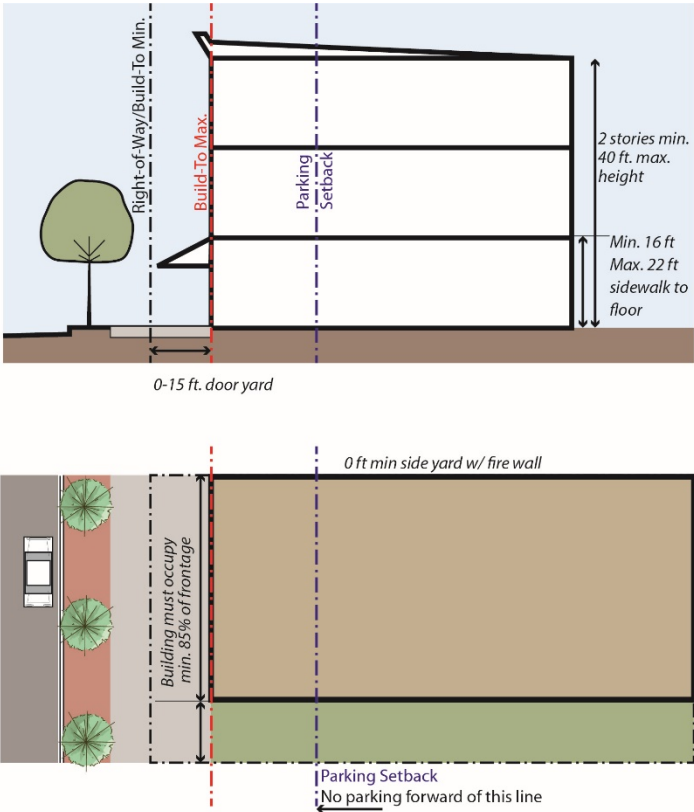 Right-of-Way/Build-To Min.
Build-To Max.
Parking
Setback
2 stories min.
40 ft. max.
height
Min. 16 ft
Max. 22 ft
sidewalk to
floor
0-15 ft. door yard
0 ft min side yard w/ fire wall
Building must occupy
min. 85% of frontage
Parking Setback
No parking forward of this line